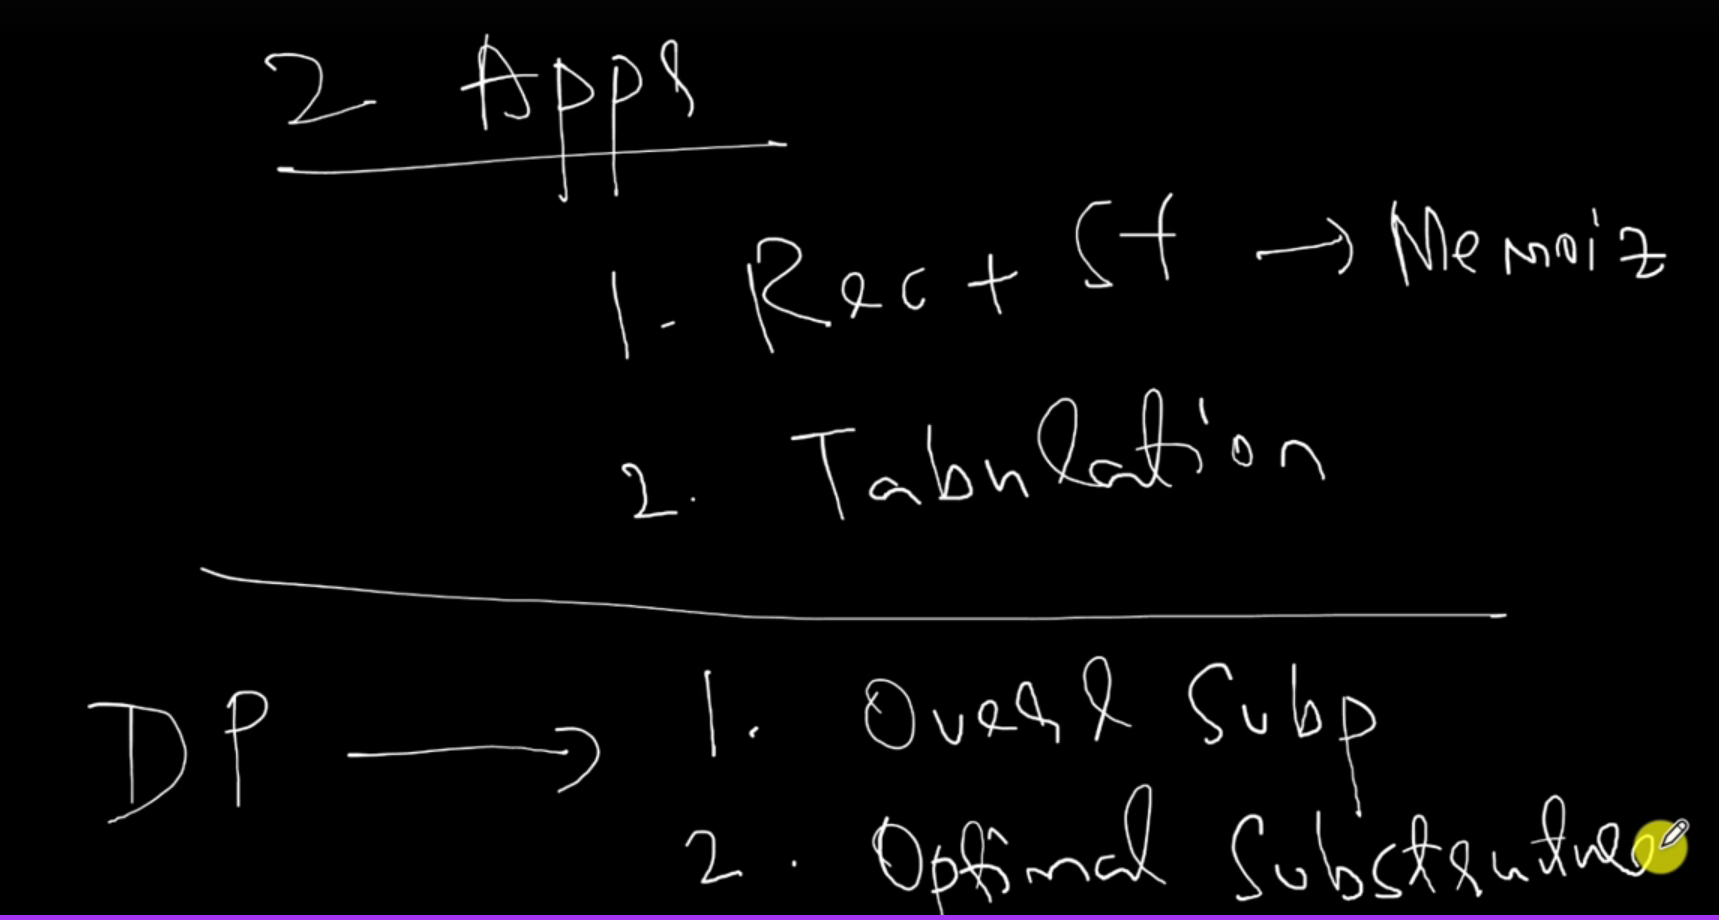 2 Apps
1. Rec + St → Memoiz
2. Tabulation
DP → 1. Overl Subp
2. Optimal Substructure